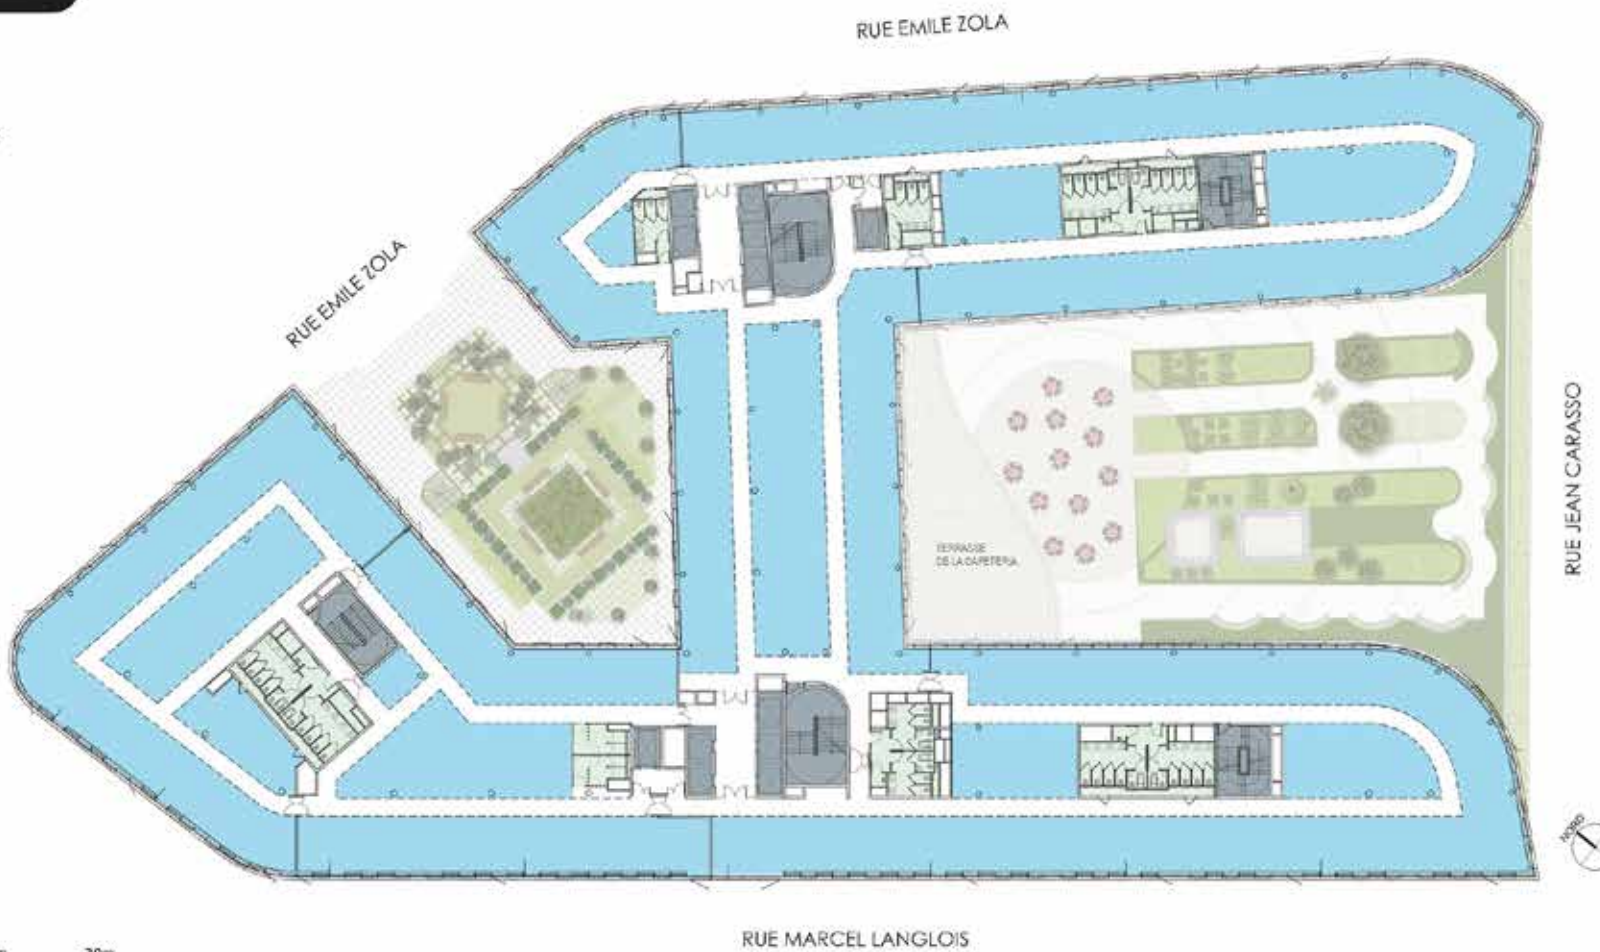 RUE EMILE ZOLA
RUE EMILE ZOLA
RUE JEAN CARASSO
TERRASSE
DE LA CAFETERIA
NORD
RUE MARCEL LANGLOIS